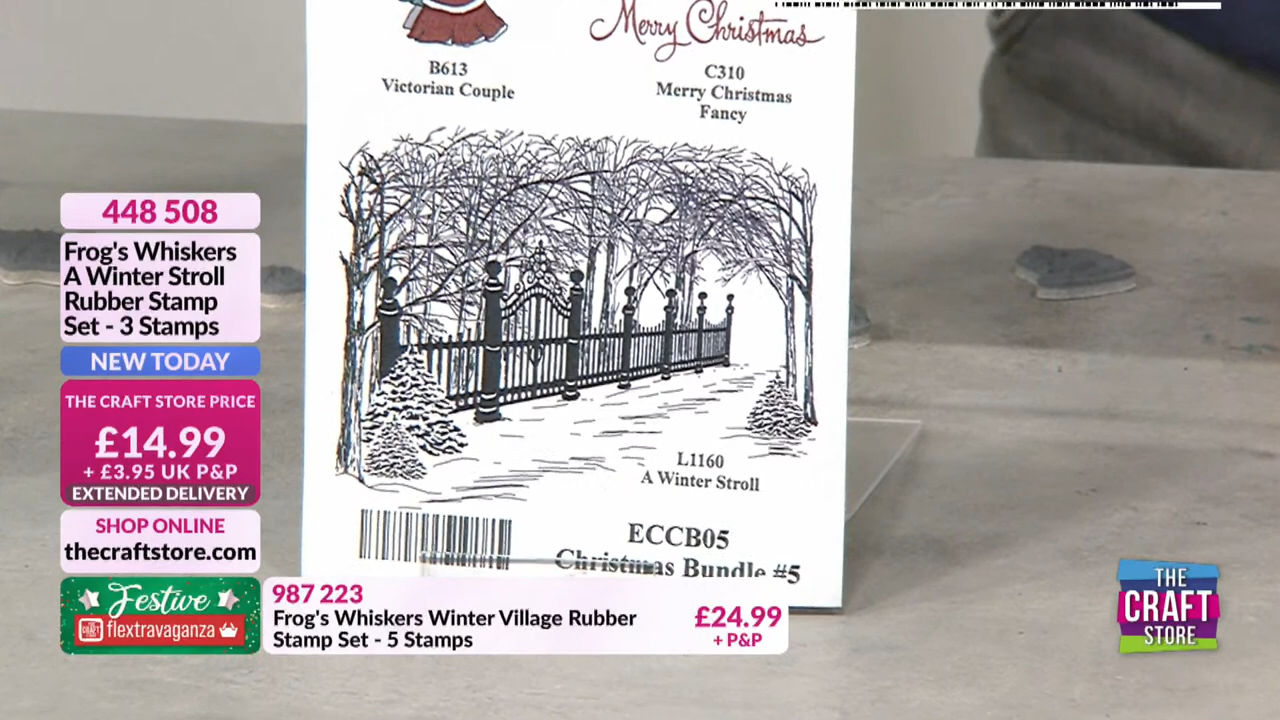 Merry Christmas
B613
Victorian Couple
C310
Merry Christmas
Fancy
L1160
A Winter Stroll
ECCB05
Christmas Bundle #5
448 508
Frog's Whiskers
A Winter Stroll
Rubber Stamp
Set - 3 Stamps
NEW TODAY
THE CRAFT STORE PRICE
£14.99
+ £3.95 UK P&P
EXTENDED DELIVERY
SHOP ONLINE
thecraftstore.com
Festive
flextravaganza
987 223
Frog's Whiskers Winter Village Rubber
Stamp Set - 5 Stamps
£24.99
+ P&P
THE
CRAFT
STORE